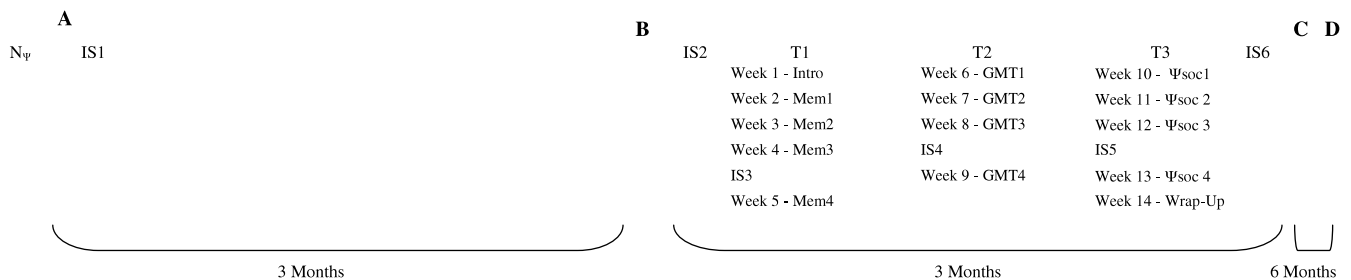 A
B
C D
N_Ψ IS1 IS2 T1 T2 T3 IS6
Week 1 - Intro Week 6 - GMT1 Week 10 - Ψsoc1
Week 2 - Mem1 Week 7 - GMT2 Week 11 - Ψsoc 2
Week 3 - Mem2 Week 8 - GMT3 Week 12 - Ψsoc 3
Week 4 - Mem3 IS4 IS5
IS3 Week 9 - GMT4 Week 13 - Ψsoc 4
Week 5 - Mem4 Week 14 - Wrap-Up
3 Months 3 Months 6 Months